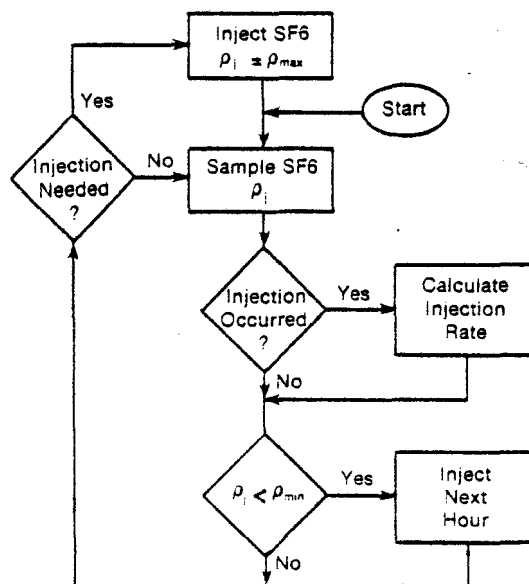 Inject SF6
ρi = ρmax
Yes
Start
Injection
Needed
?
No
Sample SF6
ρi
Injection
Occurred
?
Yes
Calculate
Injection
Rate
No
ρi < ρmin
Yes
Inject
Next
Hour
No